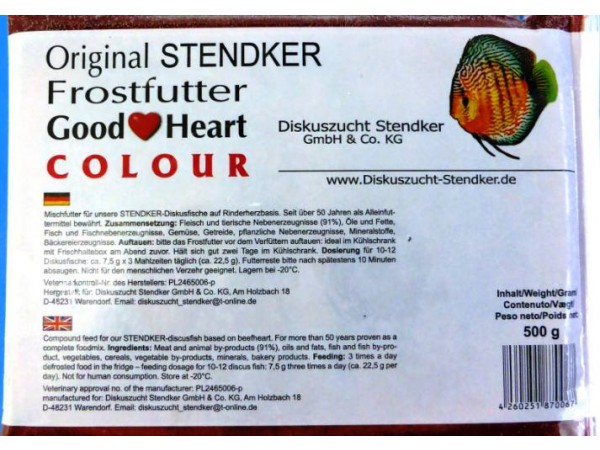 Original STENDKER
Frostfutter
Good Heart
COLOUR
Diskuszucht Stendker
GmbH & Co. KG
www.Diskuszucht-Stendker.de
Mischfutter für unsere STENDKER-Diskusfische auf Rinderherzbasis. Seit über 50 Jahren als Alleinfut-
termittel bewährt. Zusammensetzung: Fleisch und tierische Nebenerzeugnisse (91%), Öle und Fette,
Fisch und Fischnebenerzeugnisse, Gemüse, Getreide, pflanzliche Nebenerzeugnisse, Mineralstoffe,
Bäckereierzeugnisse. Auftauen: bitte das Frostfutter vor dem Verfüttern auftauen: ideal im Kühlschrank
mit Frischhaltebox am Abend zuvor. Hält sich gut zwei Tage im Kühlschrank. Dosierung für 10-12
Diskusfische: ca. 7,5 g x 3 Mahlzeiten täglich (ca. 22,5 g). Futterreste bitte nach spätestens 10 Minuten
absaugen. Nicht für den menschlichen Verzehr geeignet. Lagern bei -20°C.
Veterinärkontroll-Nr. des Herstellers: PL2465006-p
Hergestellt für: Diskuszucht Stendker GmbH & Co. KG, Am Holzbach 18
D-48231 Warendorf. Email: diskuszucht_stendker@t-online.de
Compound feed for our STENDKER-discusfish based on beefheart. For more than 50 years proven as a
complete foodmix. Ingredients: Meat and animal by-products (91%), oils and fats, fish and fish by-pro-
duct, vegetables, cereals, vegetable by-products, minerals, bakery products. Feeding: 3 times a day
defrosted food in the fridge – feeding dosage for 10-12 discus fish: 7,5 g three times a day (ca. 22,5 g per
day). Not for human consumption. Store at -20°C.
Veterinary approval no. of the manufacturer: PL2465006-p
manufactured for: Diskuszucht Stendker GmbH & Co. KG, Am Holzbach 18
D-48231 Warendorf. Email: diskuszucht_stendker@t-online.de
Inhalt/Weight/Gram
Contenuto/Vægt
Peso neto/Poids net:
500 g
4 260251 870067